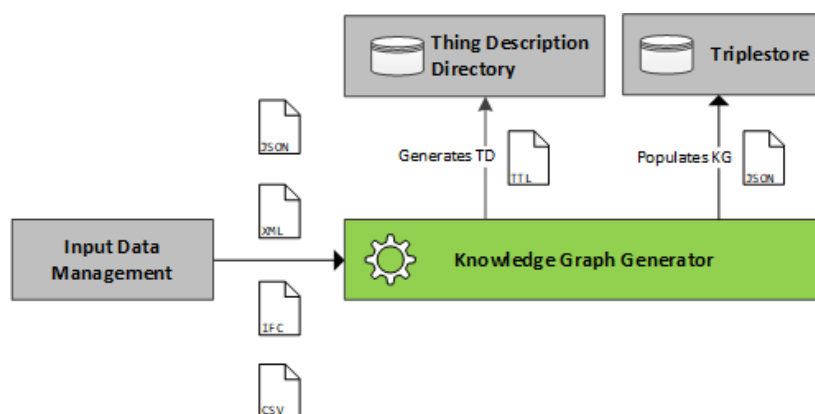 Thing Description
Directory
Triplestore
JSON
Generates TD
TTL
Populates KG
JSON
XML
Input Data
Management
Knowledge Graph Generator
IFC
CSV